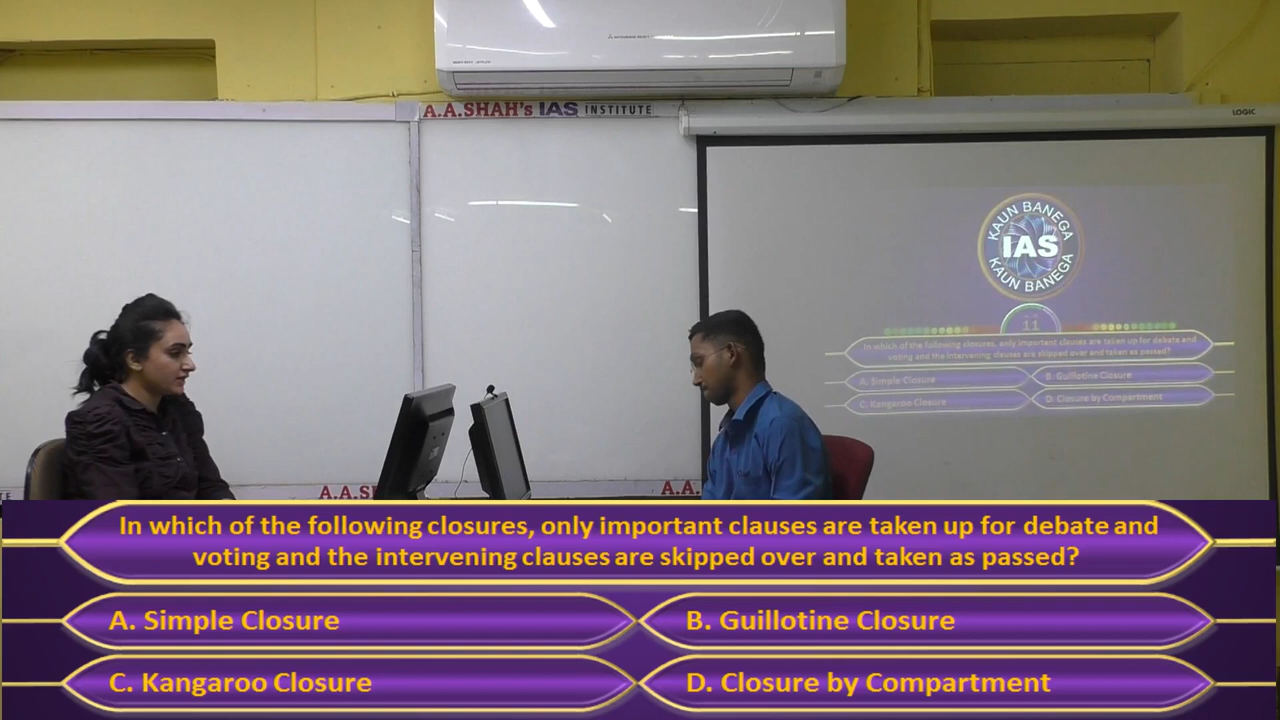 A.A.SHAH's IAS INSTITUTE
LOGIC
KAUN BANEGA
IAS
KAUN BANEGA
11
In which of the following closures, only important clauses are taken up for debate and
voting and the intervening clauses are skipped over and taken as passed?
A. Simple Closure
B. Guillotine Closure
C. Kangaroo Closure
D. Closure by Compartment
A.A.S
A.A.
In which of the following closures, only important clauses are taken up for debate and
voting and the intervening clauses are skipped over and taken as passed?
A. Simple Closure
B. Guillotine Closure
C. Kangaroo Closure
D. Closure by Compartment